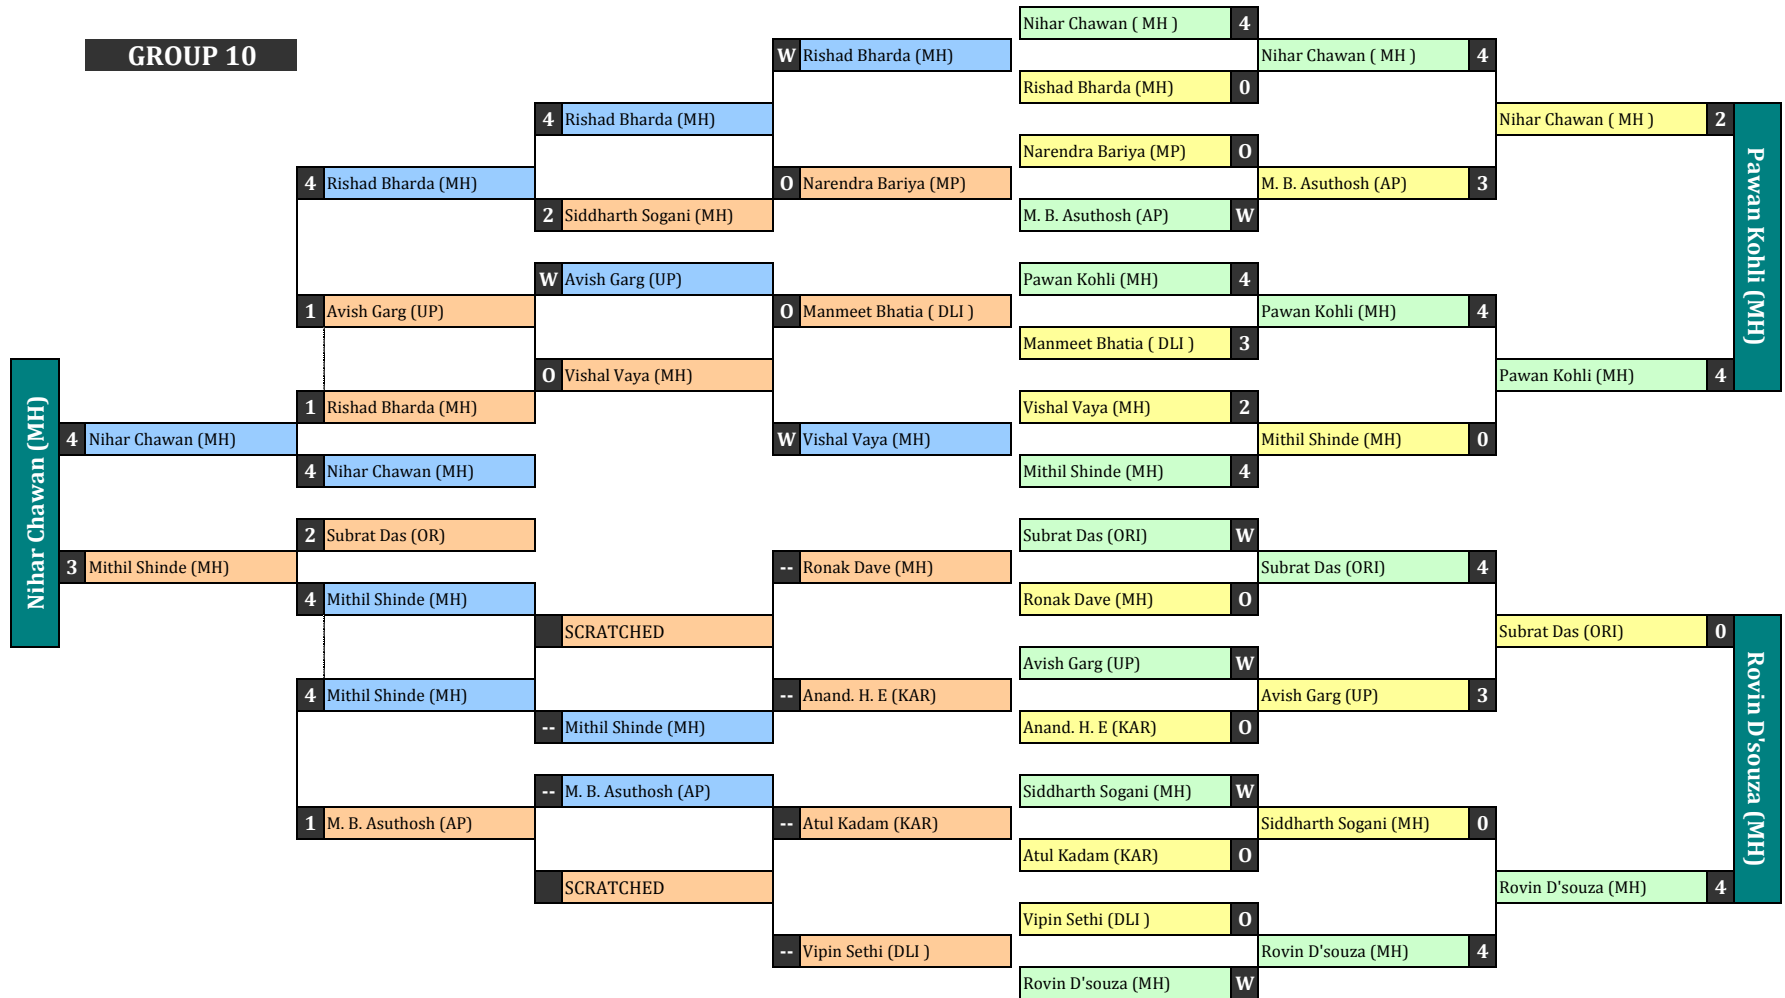 Nihar Chawan ( MH ) 4
GROUP 10
W Rishad Bharda (MH)
Nihar Chawan ( MH ) 4
Rishad Bharda (MH) 0
4 Rishad Bharda (MH)
Nihar Chawan ( MH ) 2
Narendra Bariya (MP) O
4 Rishad Bharda (MH)
O Narendra Bariya (MP)
M. B. Asuthosh (AP) 3
2 Siddharth Sogani (MH)
M. B. Asuthosh (AP) W
Pawan Kohli (MH)
W Avish Garg (UP)
Pawan Kohli (MH) 4
1 Avish Garg (UP)
O Manmeet Bhatia ( DLI )
Pawan Kohli (MH) 4
Manmeet Bhatia ( DLI ) 3
O Vishal Vaya (MH)
Pawan Kohli (MH) 4
1 Rishad Bharda (MH)
Vishal Vaya (MH) 2
4 Nihar Chawan (MH)
W Vishal Vaya (MH)
Mithil Shinde (MH) 0
4 Nihar Chawan (MH)
Mithil Shinde (MH) 4
Nihar Chawan (MH)
2 Subrat Das (OR)
Subrat Das (ORI) W
3 Mithil Shinde (MH)
-- Ronak Dave (MH)
Subrat Das (ORI) 4
4 Mithil Shinde (MH)
Ronak Dave (MH) O
SCRATCHED
Subrat Das (ORI) 0
Avish Garg (UP) W
4 Mithil Shinde (MH)
-- Anand. H. E (KAR)
Avish Garg (UP) 3
-- Mithil Shinde (MH)
Anand. H. E (KAR) O
Rovin D'souza (MH)
-- M. B. Asuthosh (AP)
Siddharth Sogani (MH) W
1 M. B. Asuthosh (AP)
-- Atul Kadam (KAR)
Siddharth Sogani (MH) 0
Atul Kadam (KAR) O
SCRATCHED
Rovin D'souza (MH) 4
Vipin Sethi (DLI ) O
-- Vipin Sethi (DLI )
Rovin D'souza (MH) 4
Rovin D'souza (MH) W